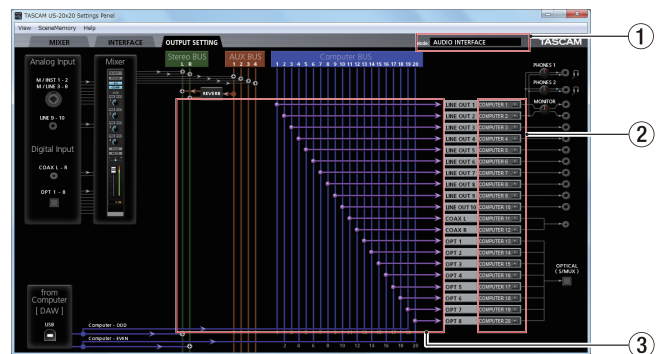 TASCAM US-20x20 Settings Panel
View SceneMemory Help
MIXER INTERFACE OUTPUT SETTING
Mode: AUDIO INTERFACE
TASCAM
1
Analog Input
M / INST 1 - 2
M / LINE 3 - 8
LINE 9 - 10
Digital Input
COAX L - R
OPT 1 - 8
Mixer
Stereo BUS
L R
AUX BUS
1 2 3 4
Computer BUS
1 2 3 4 5 6 7 8 9 10 11 12 13 14 15 16 17 18 19 20
REVERB
LINE OUT 1 COMPUTER 1
LINE OUT 2 COMPUTER 2
LINE OUT 3 COMPUTER 3
LINE OUT 4 COMPUTER 4
LINE OUT 5 COMPUTER 5
LINE OUT 6 COMPUTER 6
LINE OUT 7 COMPUTER 7
LINE OUT 8 COMPUTER 8
LINE OUT 9 COMPUTER 9
LINE OUT 10 COMPUTER 10
COAX L COMPUTER 11
COAX R COMPUTER 12
OPT 1 COMPUTER 13
OPT 2 COMPUTER 14
OPT 3 COMPUTER 15
OPT 4 COMPUTER 16
OPT 5 COMPUTER 17
OPT 6 COMPUTER 18
OPT 7 COMPUTER 19
OPT 8 COMPUTER 20
PHONES 1
PHONES 2
MONITOR
2
OPTICAL
( S/MUX )
from
Computer
[ DAW ]
USB
Computer - ODD
Computer - EVEN
2 4 6 8 10 12 14 16 18 20
3